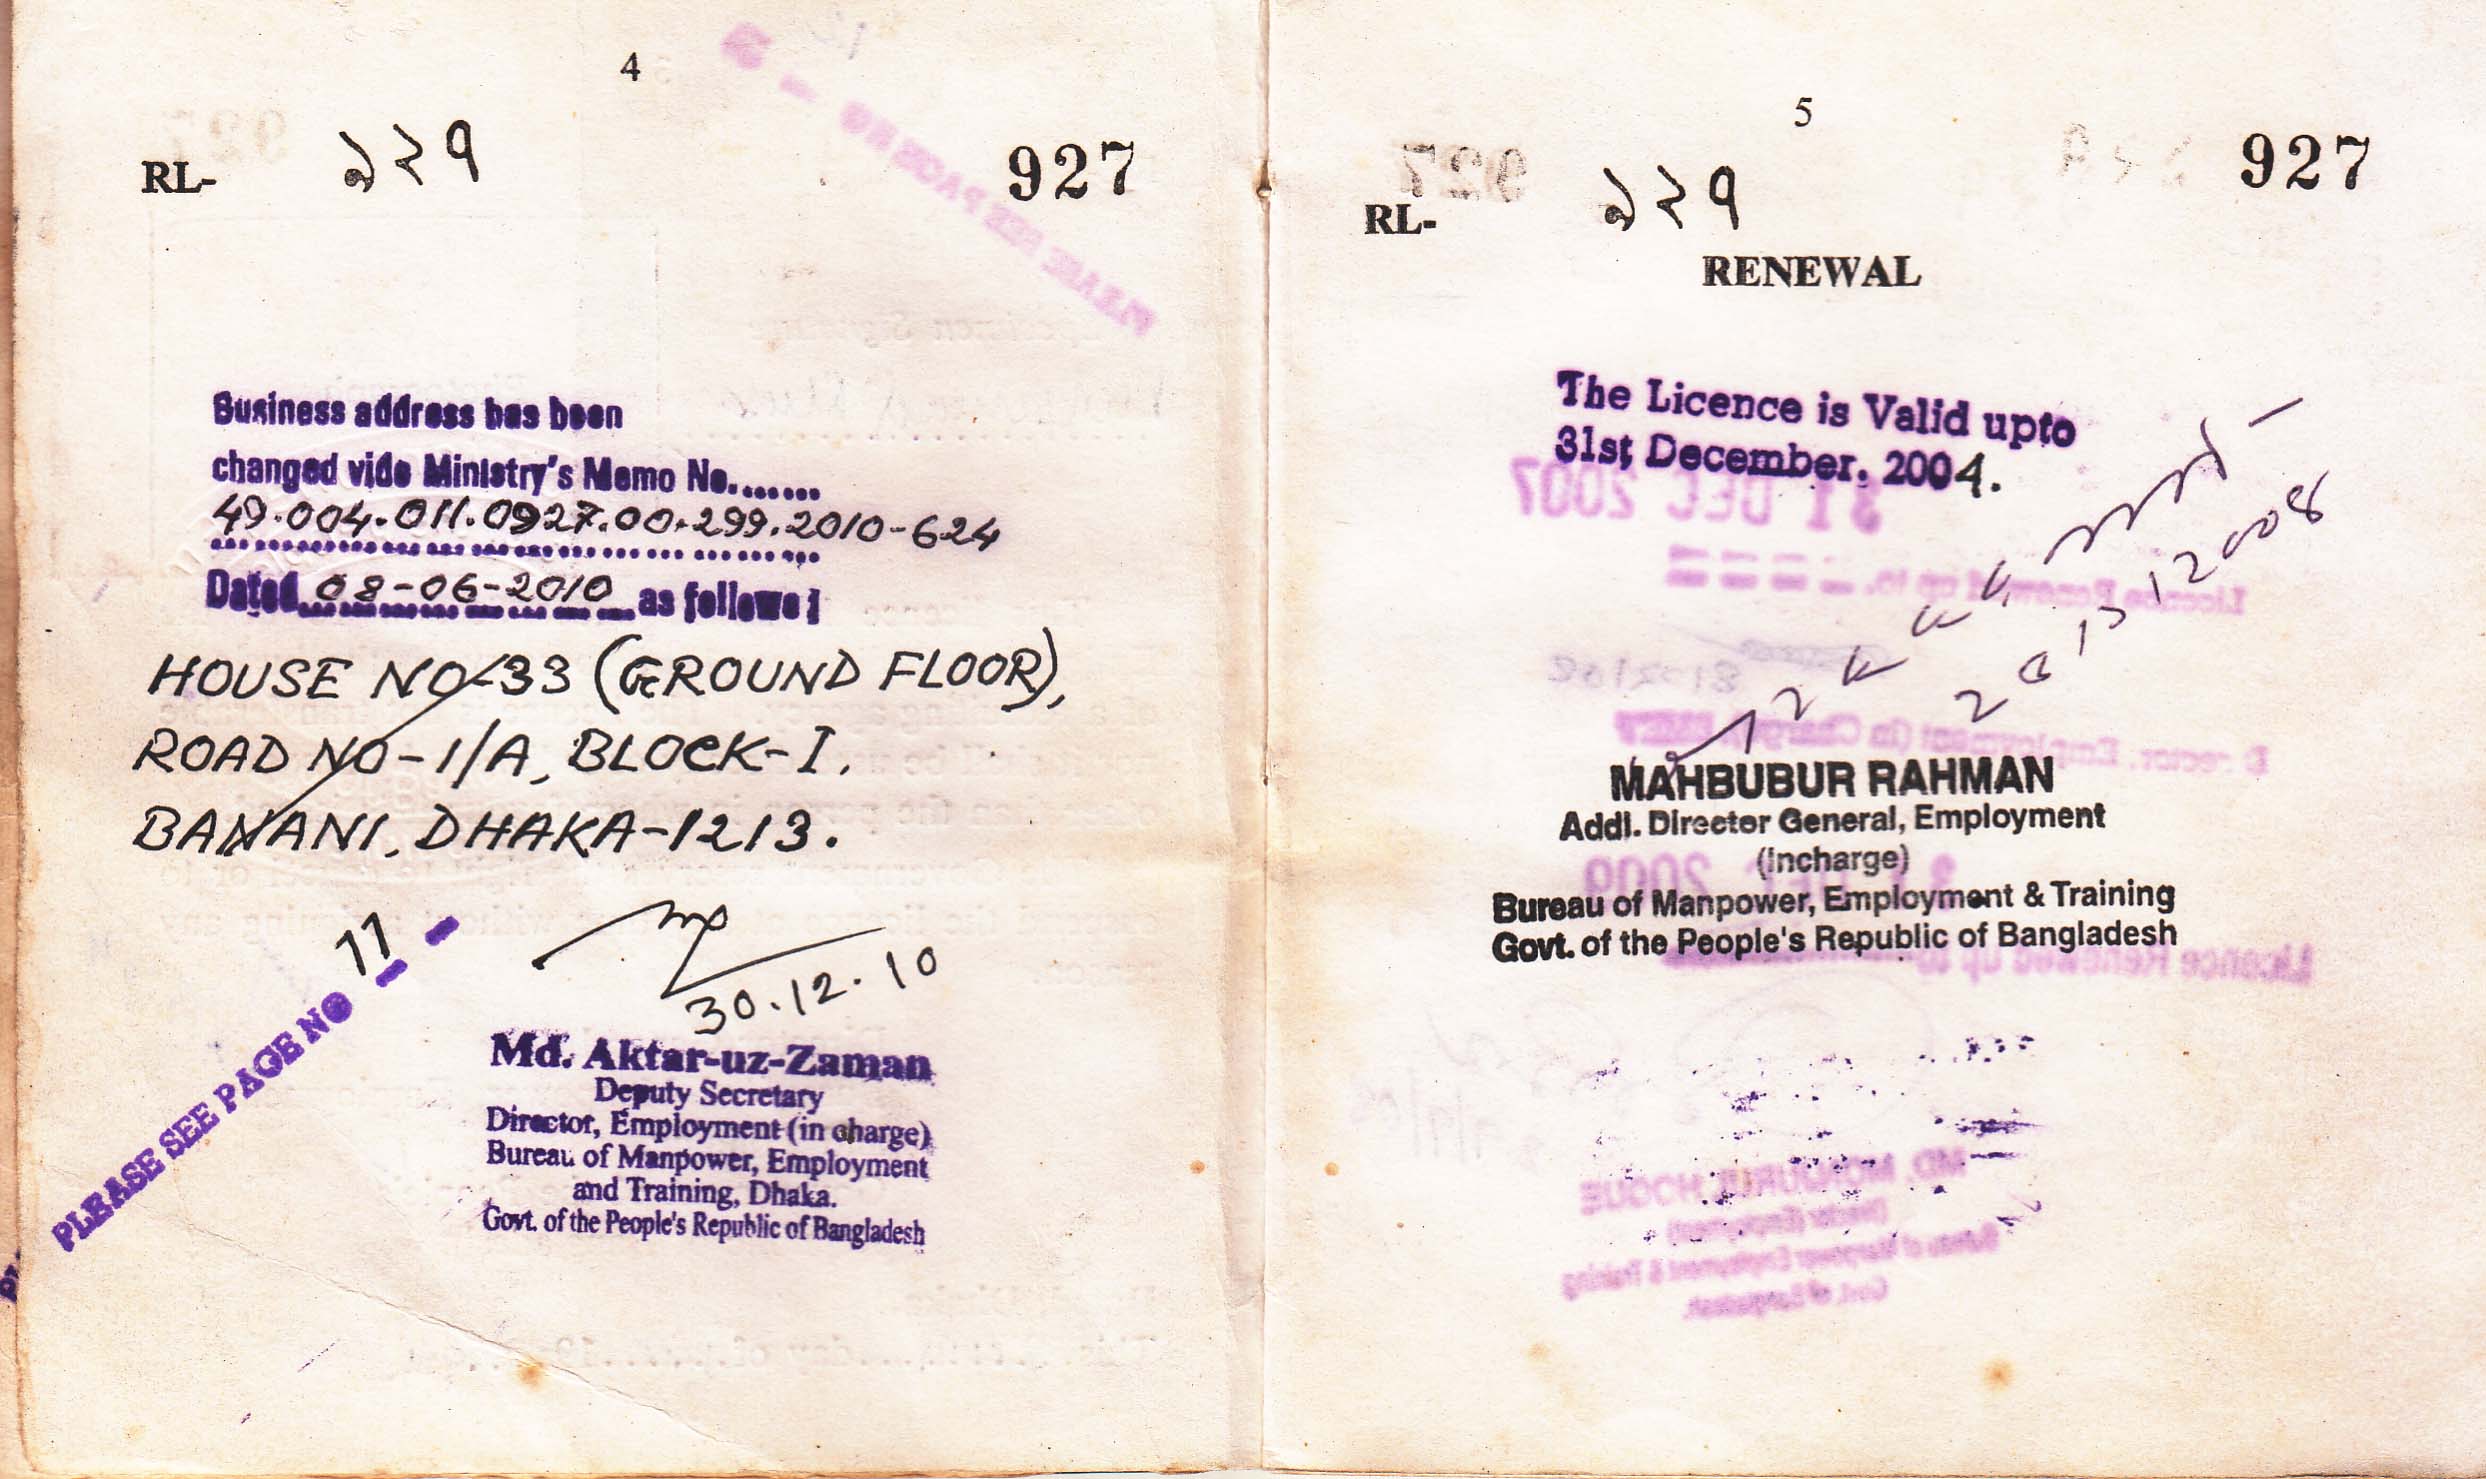 4
RL- ৯২৭ 927
Business address has been
changed vide Ministry's Memo No.......
49.004.011.0927.00.299.2010-624
Dated 08-06-2010 as follows:
HOUSE NO-33 (GROUND FLOOR),
ROAD NO-1/A, BLOCK-I,
BANANI, DHAKA-1213.
30.12.10
Md. Aktar-uz-Zaman
Deputy Secretary
Director, Employment (in charge)
Bureau of Manpower, Employment
and Training, Dhaka.
Govt. of the People's Republic of Bangladesh
PLEASE SEE PAGE NO - 11 -
5
RL- ৯২৭ 927
RENEWAL
The Licence is Valid upto
31st December, 2004.
MAHBUBUR RAHMAN
Addl. Director General, Employment
(Incharge)
Bureau of Manpower, Employment & Training
Govt. of the People's Republic of Bangladesh